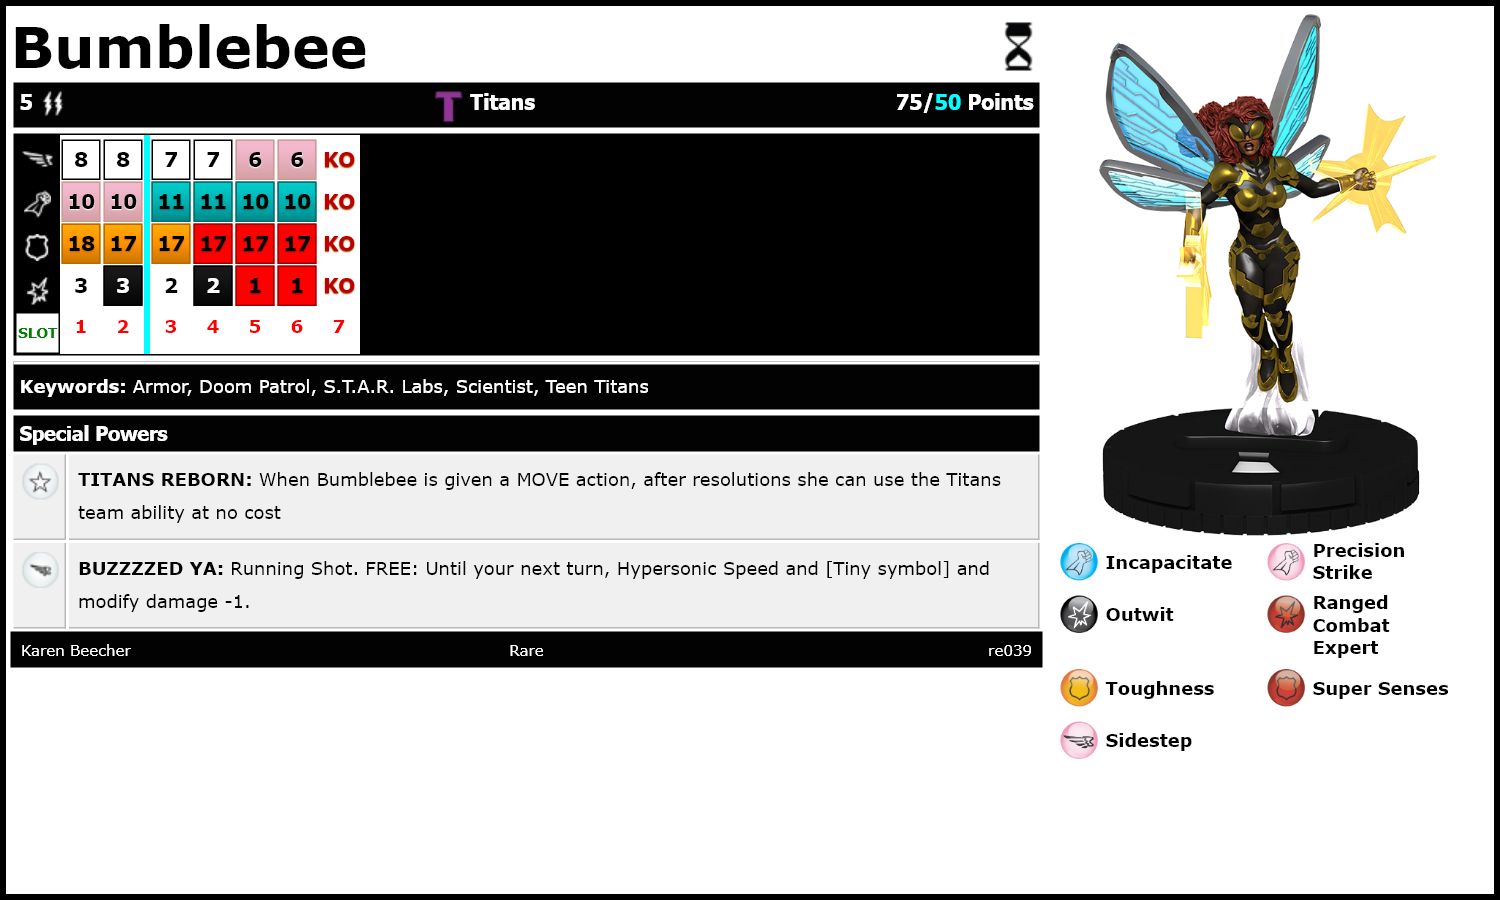 Bumblebee
5 Titans 75/50 Points
8 8 7 7 6 6 KO
10 10 11 11 10 10 KO
18 17 17 17 17 17 KO
3 3 2 2 1 1 KO
SLOT 1 2 3 4 5 6 7
Keywords: Armor, Doom Patrol, S.T.A.R. Labs, Scientist, Teen Titans
Special Powers
TITANS REBORN: When Bumblebee is given a MOVE action, after resolutions she can use the Titans
team ability at no cost
BUZZZZED YA: Running Shot. FREE: Until your next turn, Hypersonic Speed and [Tiny symbol] and
modify damage -1.
Karen Beecher Rare re039
Incapacitate
Precision
Strike
Outwit
Ranged
Combat
Expert
Toughness
Super Senses
Sidestep